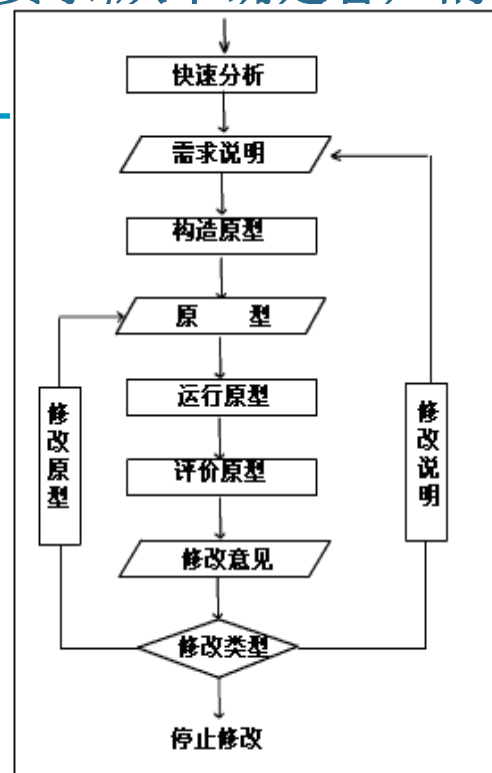 快速分析
需求说明
构造原型
原 型
运行原型
评价原型
修改意见
修改类型
停止修改
修改原型
修改说明